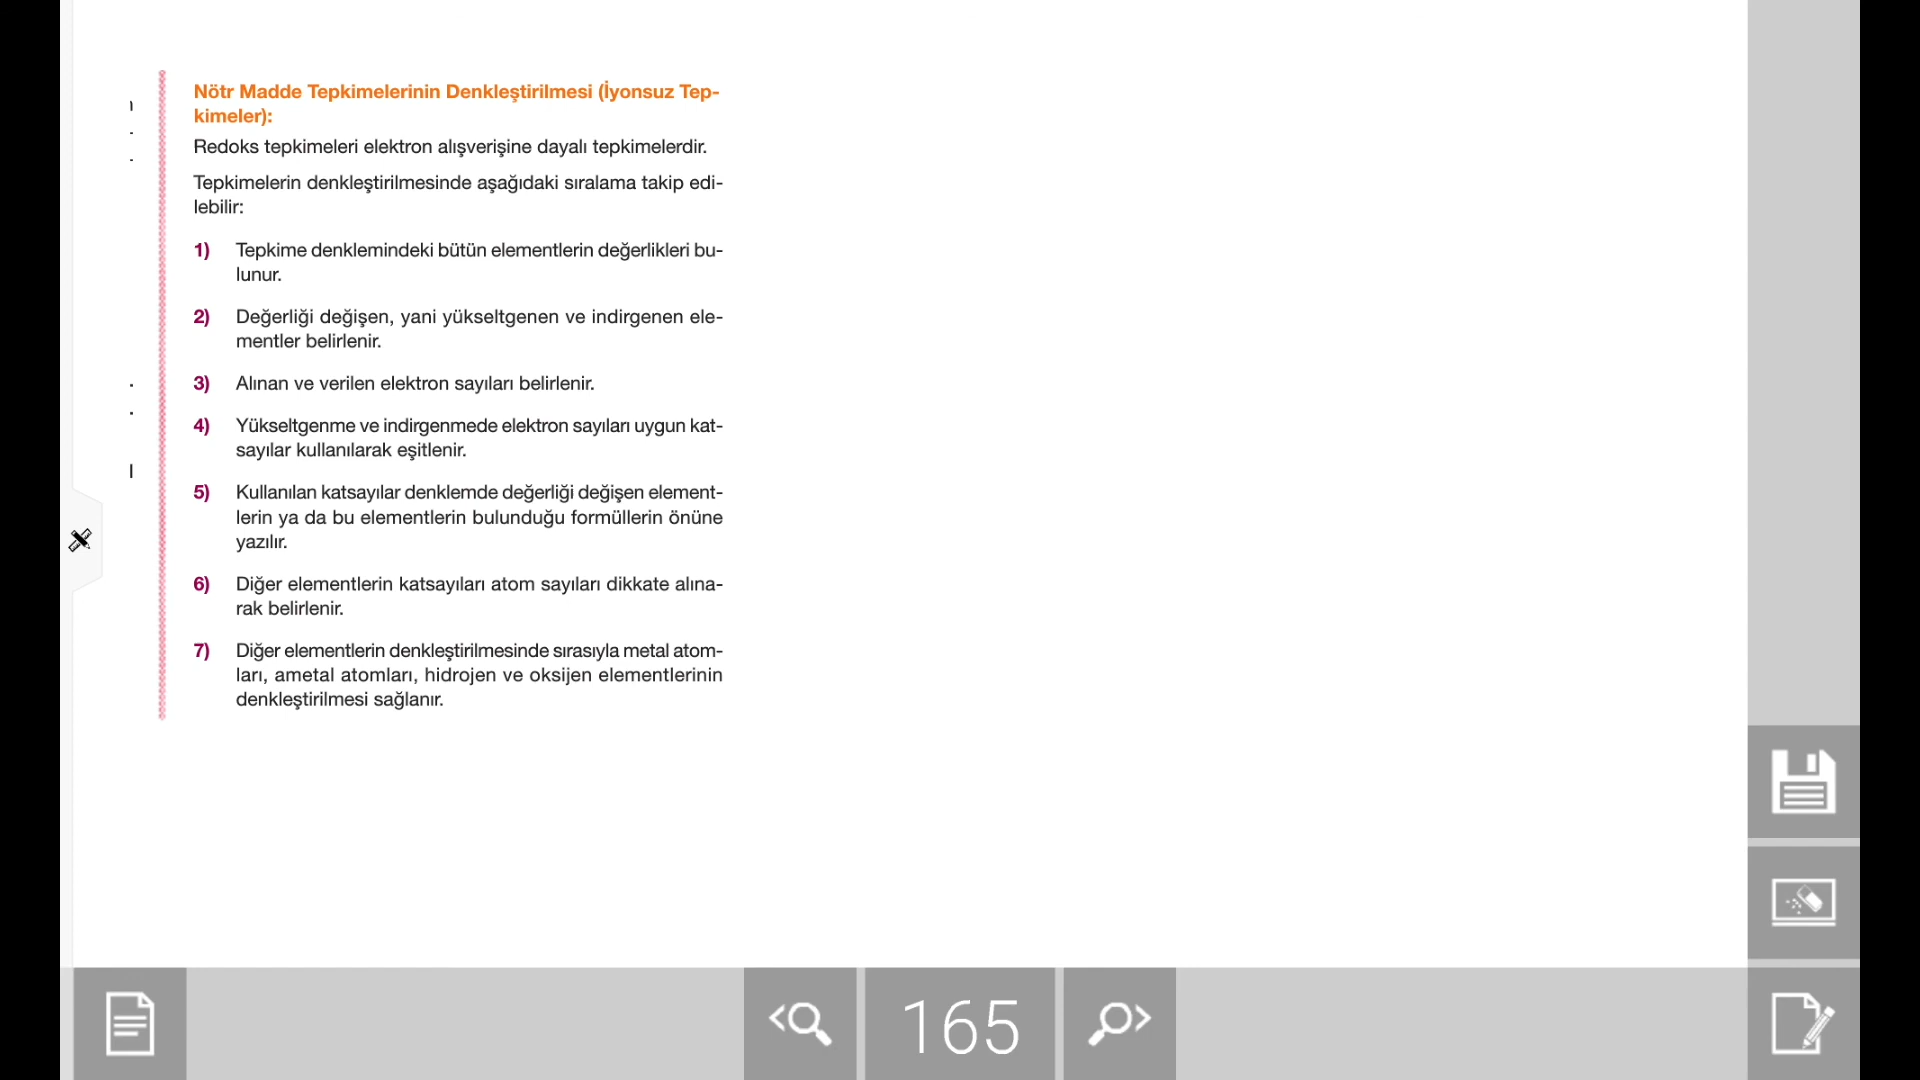 Nötr Madde Tepkimelerinin Denkleştirilmesi (İyonsuz Tep-
kimeler):
Redoks tepkimeleri elektron alışverişine dayalı tepkimelerdir.
Tepkimelerin denkleştirilmesinde aşağıdaki sıralama takip edi-
lebilir:
1) Tepkime denklemindeki bütün elementlerin değerlikleri bu-
lunur.
2) Değerliği değişen, yani yükseltgenen ve indirgenen ele-
mentler belirlenir.
3) Alınan ve verilen elektron sayıları belirlenir.
4) Yükseltgenme ve indirgenmede elektron sayıları uygun kat-
sayılar kullanılarak eşitlenir.
5) Kullanılan katsayılar denklemde değerliği değişen element-
lerin ya da bu elementlerin bulunduğu formüllerin önüne
yazılır.
6) Diğer elementlerin katsayıları atom sayıları dikkate alına-
rak belirlenir.
7) Diğer elementlerin denkleştirilmesinde sırasıyla metal atom-
ları, ametal atomları, hidrojen ve oksijen elementlerinin
denkleştirilmesi sağlanır.
165